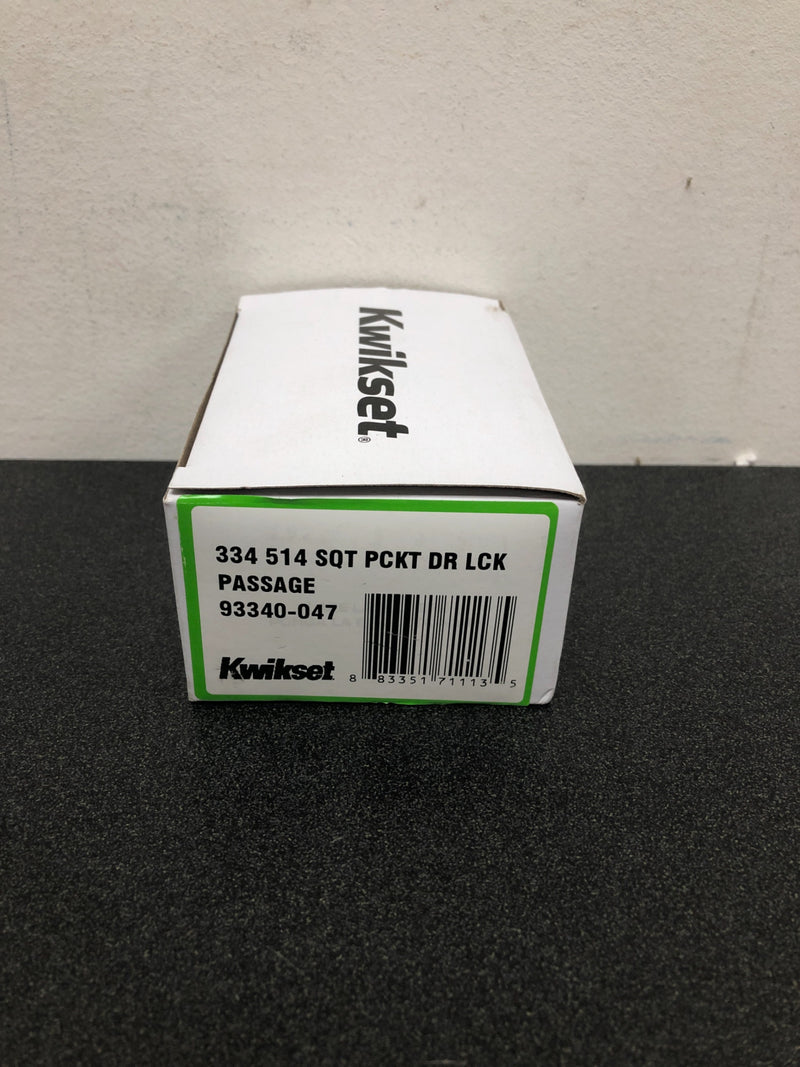 Kwikset®
334 514 SQT PCKT DR LCK
PASSAGE
93340-047
Kwikset
8 83351 71113 5